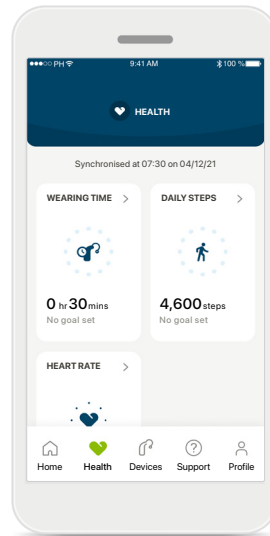 ●●●○○ PH 9:41 AM 100 %
HEALTH
Synchronised at 07:30 on 04/12/21
WEARING TIME > DAILY STEPS >
0 hr 30 mins 4,600 steps
No goal set No goal set
HEART RATE >
Home Health Devices Support Profile